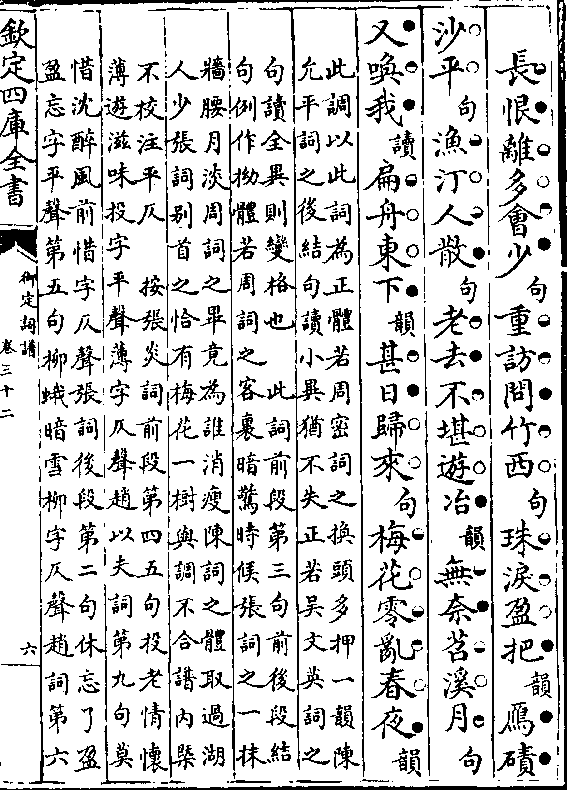 長恨離多會少句重訪問竹西句珠淚盈把韻鴈磧
沙平句漁汀人散句老去不堪遊冶韻無奈苕溪月句
又喚我讀扁舟東下韻甚日歸來句梅花零亂春夜韻
此調以此詞為正體若周密詞之換頭多押一韻陳
允平詞之後結句讀小異猶不失正若吳文英詞之
句讀全異則變格也　此詞前段第三句前後段結
句例作拗體若周詞之客裏暗驚時候張詞之一抹
牆腰月淡周詞之畢竟為誰消瘦陳詞之體取過湖
人少張詞別首之恰有梅花一樹與調不合譜內槩
不校注平仄　按張炎詞前段第四五句投老情懷
薄遊滋味投字平聲薄字仄聲趙以夫詞第九句莫
惜沈醉風前惜字仄聲張詞後段第二句休忘了盈
盈忘字平聲第五句柳蛾暗雪柳字仄聲趙詞第六
欽定四庫全書
御定詞譜
卷三十二
六